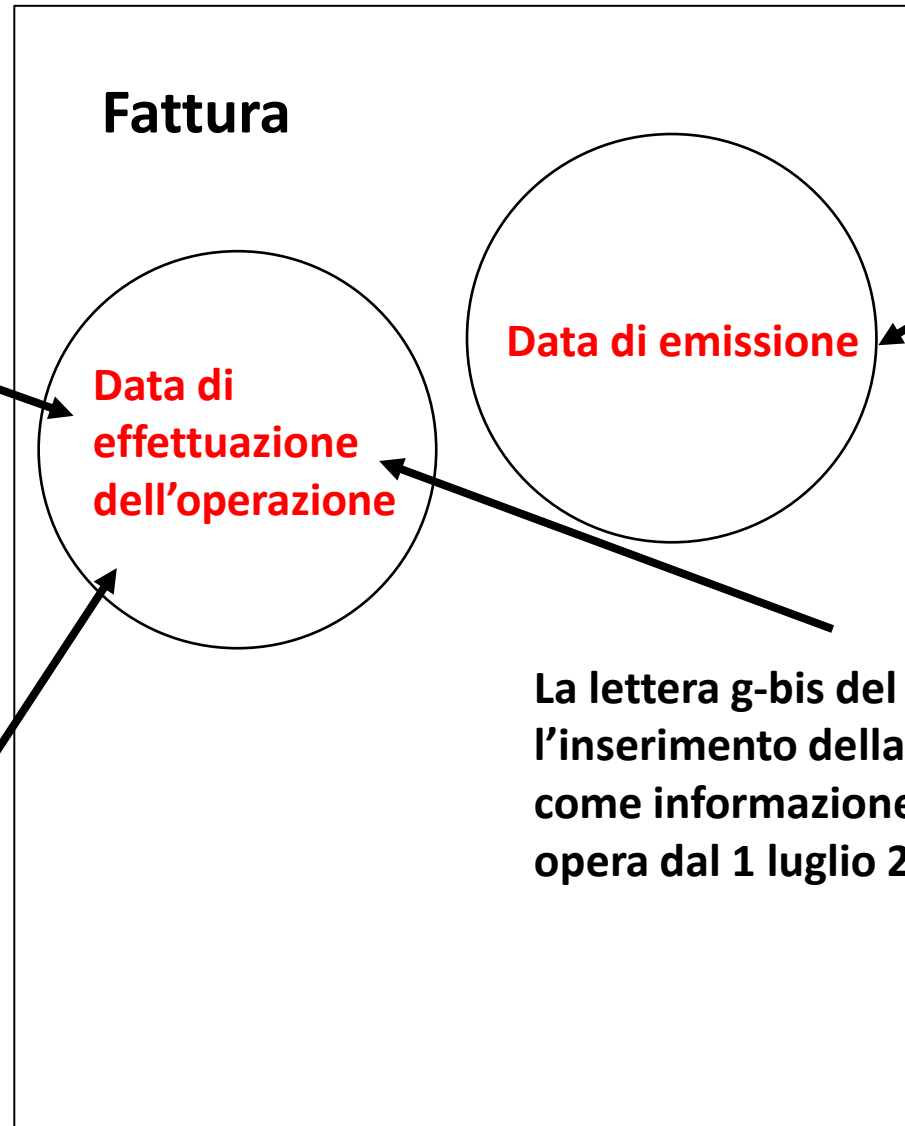 Fattura
Data di emissione
Data di
effettuazione
dell’operazione
La lettera g-bis del
l’inserimento della
come informazione
opera dal 1 luglio 2